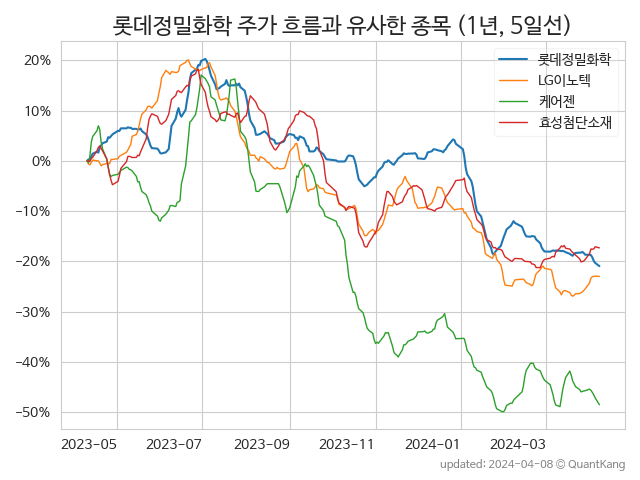 롯데정밀화학 주가 흐름과 유사한 종목 (1년, 5일선)
롯데정밀화학
LG이노텍
케어젠
효성첨단소재
20%
10%
0%
−10%
−20%
−30%
−40%
−50%
2023-05 2023-07 2023-09 2023-11 2024-01 2024-03
updated: 2024-04-08 © QuantKang